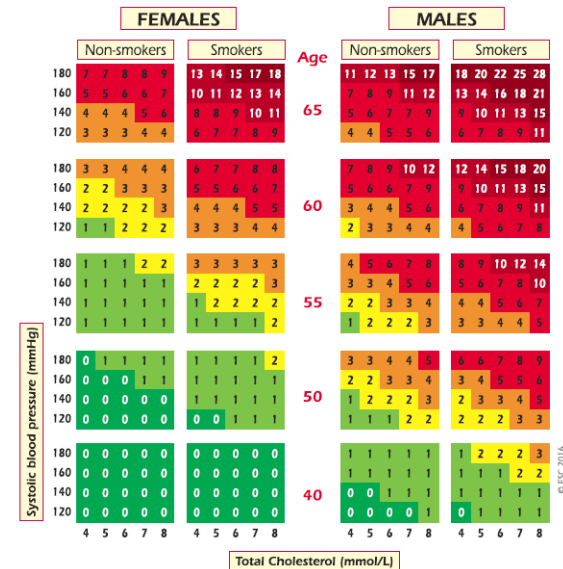 FEMALES MALES
Non-smokers Smokers Age Non-smokers Smokers
180 7 7 8 8 9 13 14 15 17 18 11 12 13 15 17 18 20 22 25 28
160 5 5 6 6 7 10 11 12 13 14 7 8 9 11 12 13 14 16 18 21
65
140 4 4 4 5 6 8 8 9 10 11 5 6 7 8 9 9 10 11 13 15
120 3 3 3 4 4 6 7 7 8 9 4 4 5 6 7 6 7 8 9 11
180 3 3 4 4 4 6 7 7 8 8 7 8 9 10 12 12 14 15 18 20
160 2 2 3 3 3 5 5 5 6 7 5 6 6 7 9 9 10 11 13 15
60
140 2 2 2 2 3 4 4 4 5 5 3 4 4 5 6 6 7 8 9 11
120 1 1 2 2 2 3 3 3 4 4 2 3 3 4 4 4 5 6 7 8
180 1 1 1 2 2 3 3 3 3 3 4 5 6 7 8 8 9 10 12 14
160 1 1 1 1 1 2 2 2 2 3 3 3 4 5 6 5 6 7 8 10
55
140 1 1 1 1 1 1 2 2 2 2 2 2 3 3 4 4 4 5 6 7
120 1 1 1 1 1 1 1 1 1 2 1 2 2 2 3 3 3 4 4 5
180 0 1 1 1 1 1 1 1 1 2 3 3 4 4 5 6 6 7 8 9
160 0 0 0 1 1 1 1 1 1 1 2 2 3 3 4 3 4 5 5 6
50
140 0 0 0 0 0 1 1 1 1 1 1 2 2 2 3 2 3 3 4 5
120 0 0 0 0 0 0 0 1 1 1 1 1 1 2 2 2 2 2 3 3
180 0 0 0 0 0 0 0 0 0 0 1 1 1 1 1 1 2 2 2 3
160 0 0 0 0 0 0 0 0 0 0 1 1 1 1 1 1 1 1 2 2
40
140 0 0 0 0 0 0 0 0 0 0 0 0 1 1 1 1 1 1 1 1
120 0 0 0 0 0 0 0 0 0 0 0 0 0 0 1 0 1 1 1 1
4 5 6 7 8 4 5 6 7 8 4 5 6 7 8 4 5 6 7 8
Systolic blood pressure (mmHg)
Total Cholesterol (mmol/L)
© ESC 2016